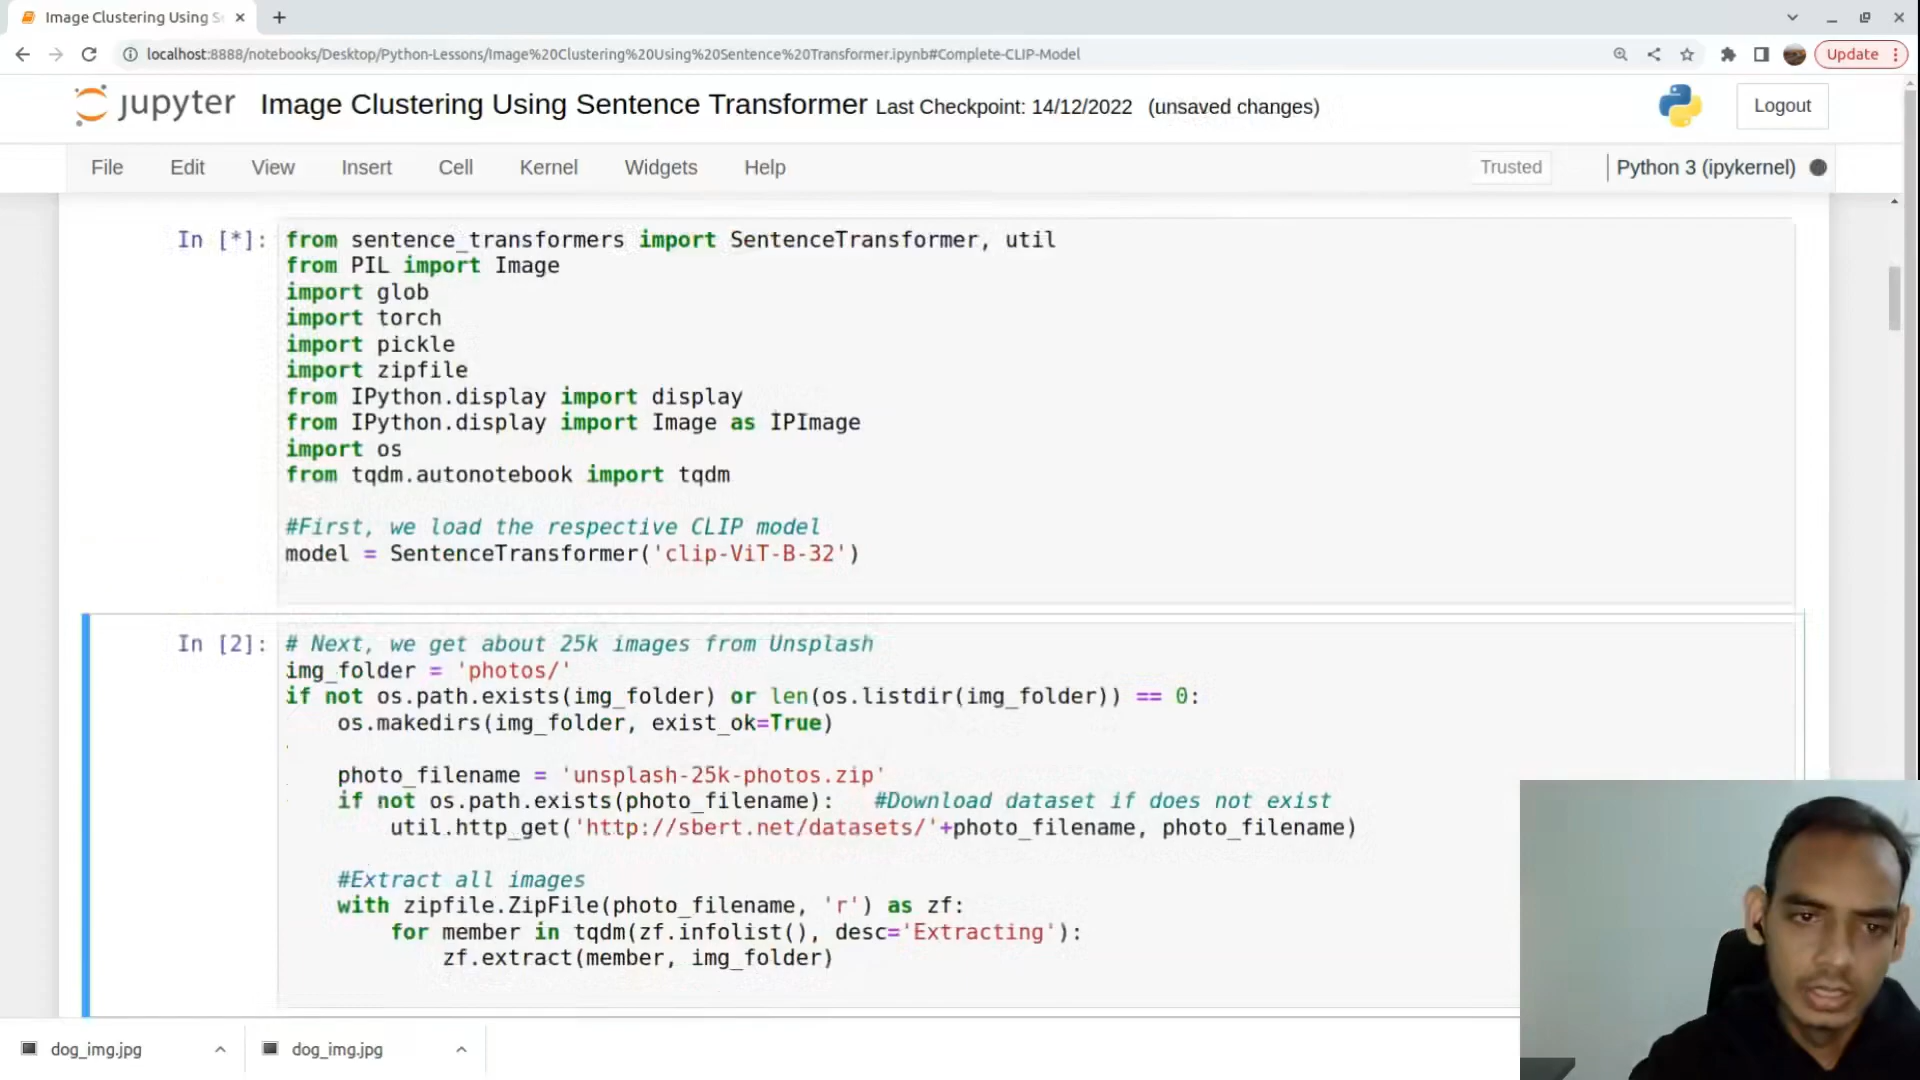 Image Clustering Using S
localhost:8888/notebooks/Desktop/Python-Lessons/Image%20Clustering%20Using%20Sentence%20Transformer.ipynb#Complete-CLIP-Model
Update
jupyter Image Clustering Using Sentence Transformer Last Checkpoint: 14/12/2022 (unsaved changes)
Logout
File Edit View Insert Cell Kernel Widgets Help
Trusted
Python 3 (ipykernel)
In [*]: from sentence_transformers import SentenceTransformer, util
from PIL import Image
import glob
import torch
import pickle
import zipfile
from IPython.display import display
from IPython.display import Image as IPImage
import os
from tqdm.autonotebook import tqdm
#First, we load the respective CLIP model
model = SentenceTransformer('clip-ViT-B-32')
In [2]: # Next, we get about 25k images from Unsplash
img_folder = 'photos/'
if not os.path.exists(img_folder) or len(os.listdir(img_folder)) == 0:
os.makedirs(img_folder, exist_ok=True)
photo_filename = 'unsplash-25k-photos.zip'
if not os.path.exists(photo_filename): #Download dataset if does not exist
util.http_get('http://sbert.net/datasets/'+photo_filename, photo_filename)
#Extract all images
with zipfile.ZipFile(photo_filename, 'r') as zf:
for member in tqdm(zf.infolist(), desc='Extracting'):
zf.extract(member, img_folder)
dog_img.jpg
dog_img.jpg